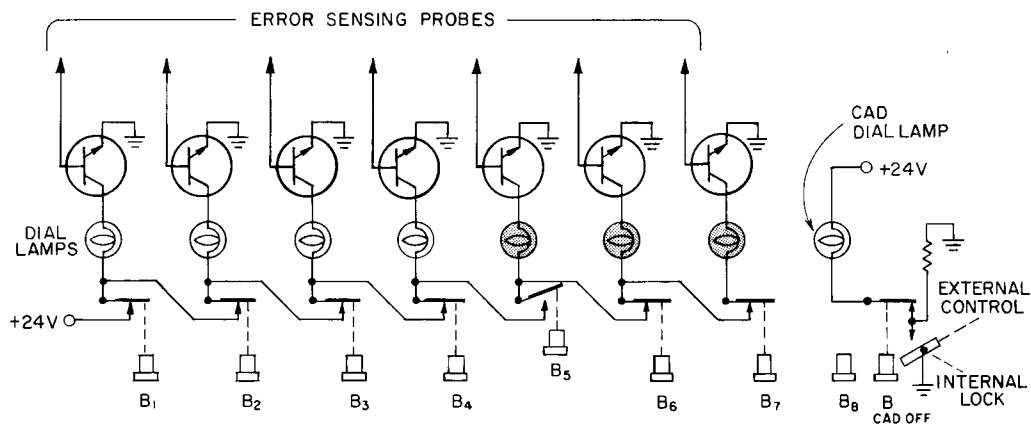 ERROR SENSING PROBES
CAD
DIAL LAMP
+24V
DIAL
LAMPS
EXTERNAL
CONTROL
+24V
B5
INTERNAL
LOCK
B1
B2
B3
B4
B6
B7
B8
B
CAD OFF